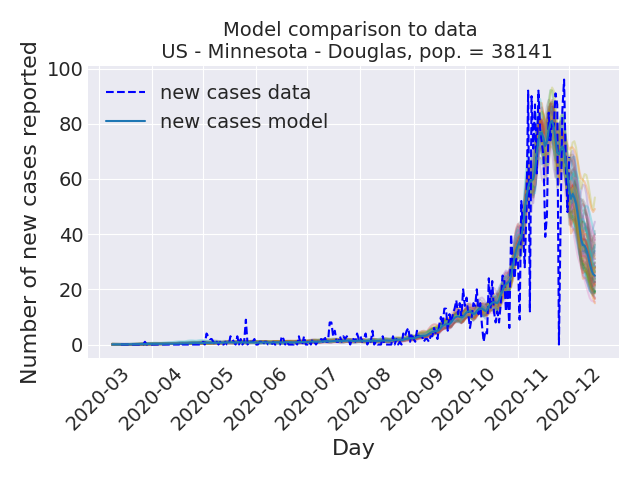 Model comparison to data
US - Minnesota - Douglas, pop. = 38141
Number of new cases reported
100
80
60
40
20
0
new cases data
new cases model
2020-03
2020-04
2020-05
2020-06
2020-07
2020-08
2020-09
2020-10
2020-11
2020-12
Day